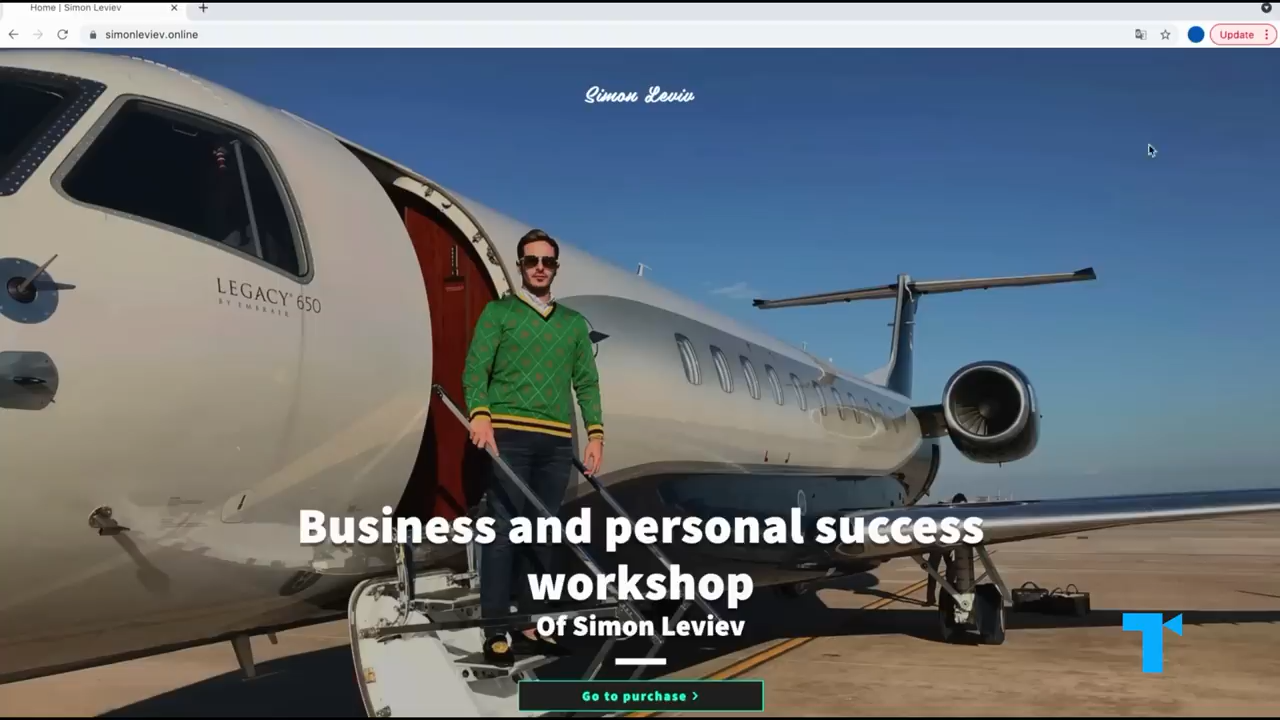 Home | Simon Leviev
simonleviev.online
Update
Simon Leviv
LEGACY 650
BY EMBRAER
Business and personal success
workshop
Of Simon Leviev
Go to purchase >